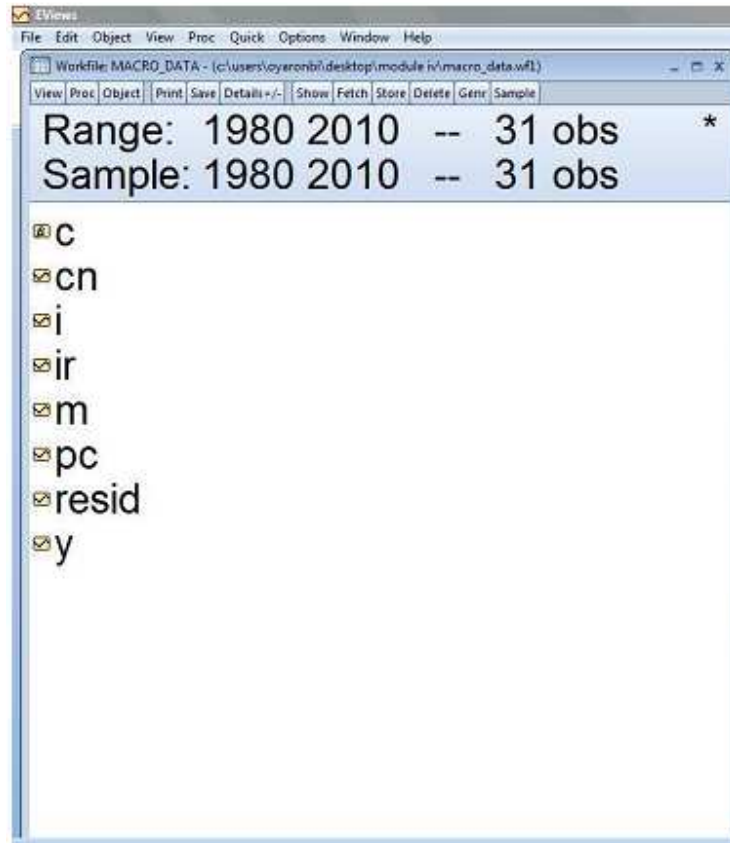 EViews
File Edit Object View Proc Quick Options Window Help
Workfile: MACRO_DATA - (c:\users\oyaronbi\desktop\module iv\macro_data.wf1)
View Proc Object Print Save Details+/- Show Fetch Store Delete Genr Sample
Range: 1980 2010 -- 31 obs *
Sample: 1980 2010 -- 31 obs
c
cn
i
ir
m
pc
resid
y